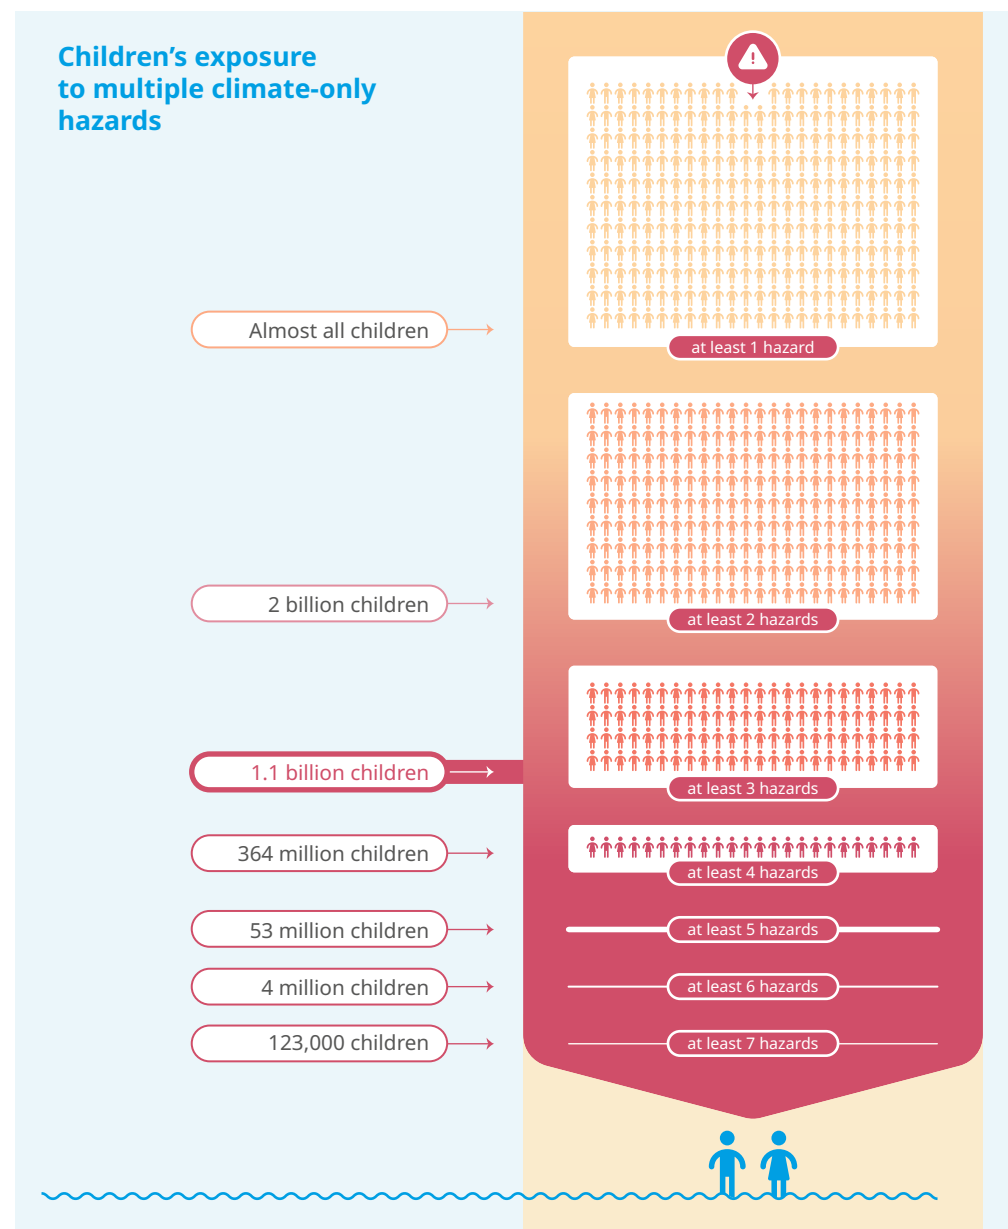 Children’s exposure
to multiple climate-only
hazards
Almost all children
at least 1 hazard
2 billion children
at least 2 hazards
1.1 billion children
at least 3 hazards
364 million children
at least 4 hazards
53 million children
at least 5 hazards
4 million children
at least 6 hazards
123,000 children
at least 7 hazards